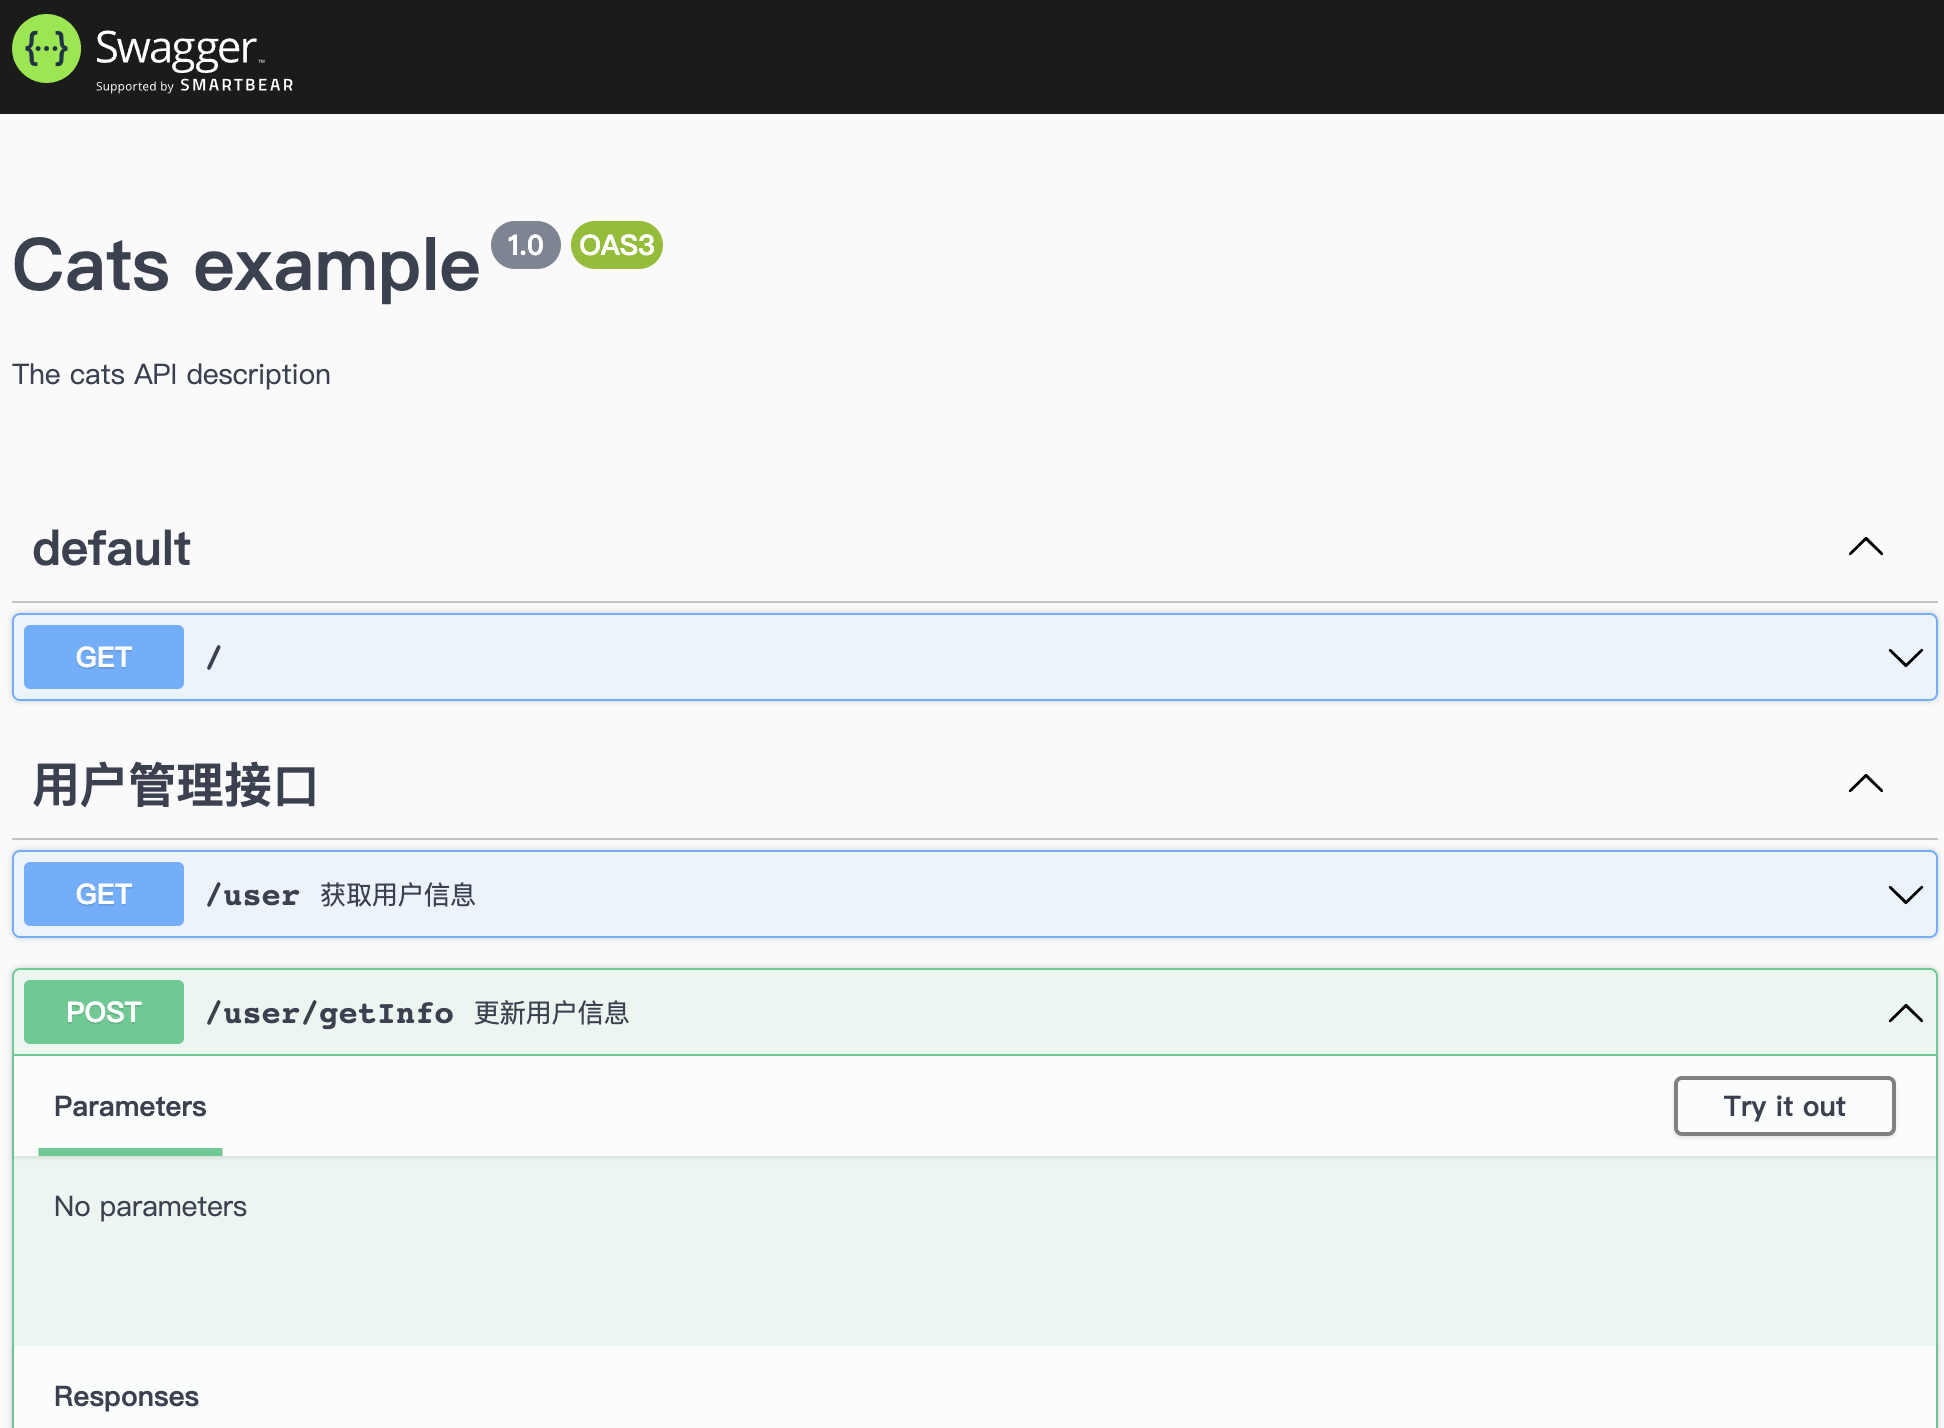 {···} Swagger™
Supported by SMARTBEAR
Cats example 1.0 OAS3
The cats API description
default
GET /
用户管理接口
GET /user 获取用户信息
POST /user/getInfo 更新用户信息
Parameters Try it out
No parameters
Responses